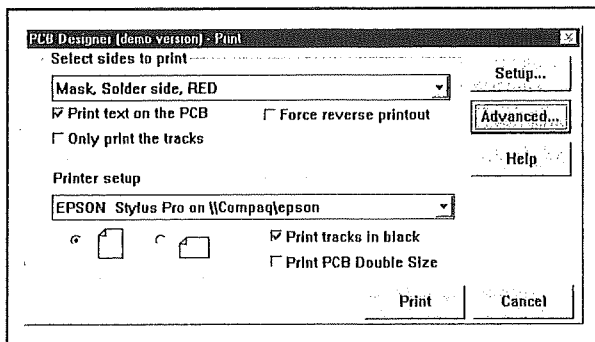 PCB Designer (demo version) - Print
Select sides to print
Setup...
Mask, Solder side, RED
Print text on the PCB
Force reverse printout
Advanced...
Only print the tracks
Help
Printer setup
EPSON Stylus Pro on \\Compaq\epson
Print tracks in black
Print PCB Double Size
Print
Cancel